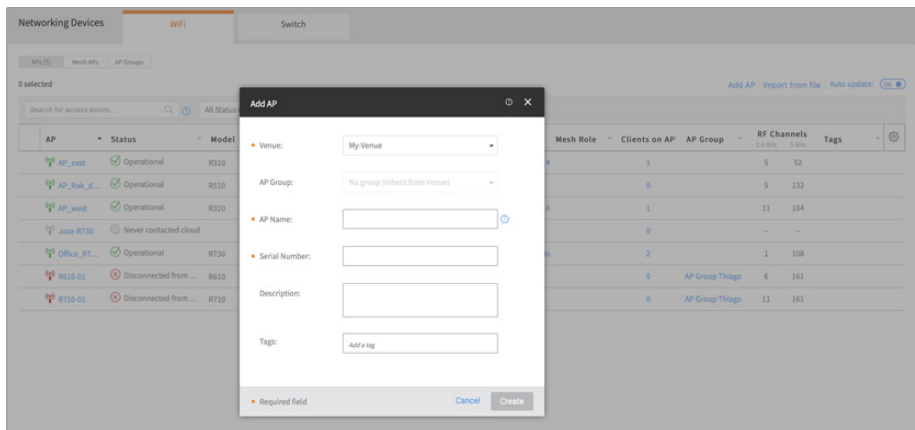 Networking Devices WiFi Switch
APs (7) Mesh APs AP Groups
0 selected Add AP Import from file Auto update: ON
Search for access points... All Status
AP Status Model Mesh Role Clients on AP AP Group RF Channels Tags
2.4 GHz 5 GHz
AP_east Operational R310 4 1 5 52
AP_Rak_d... Operational R510 0 5 132
AP_west Operational R310 4 1 11 104
Jose-R730 Never contacted cloud 0 -- --
Office_R7... Operational R730 2 1 108
R610-01 Disconnected from ... R610 0 AP Group Thiago 6 161
R710-01 Disconnected from ... R710 0 AP Group Thiago 11 161
Add AP
Venue: My-Venue
AP Group: No group (inherit from Venue)
AP Name:
Serial Number:
Description:
Tags: Add a tag
Required field Cancel Create